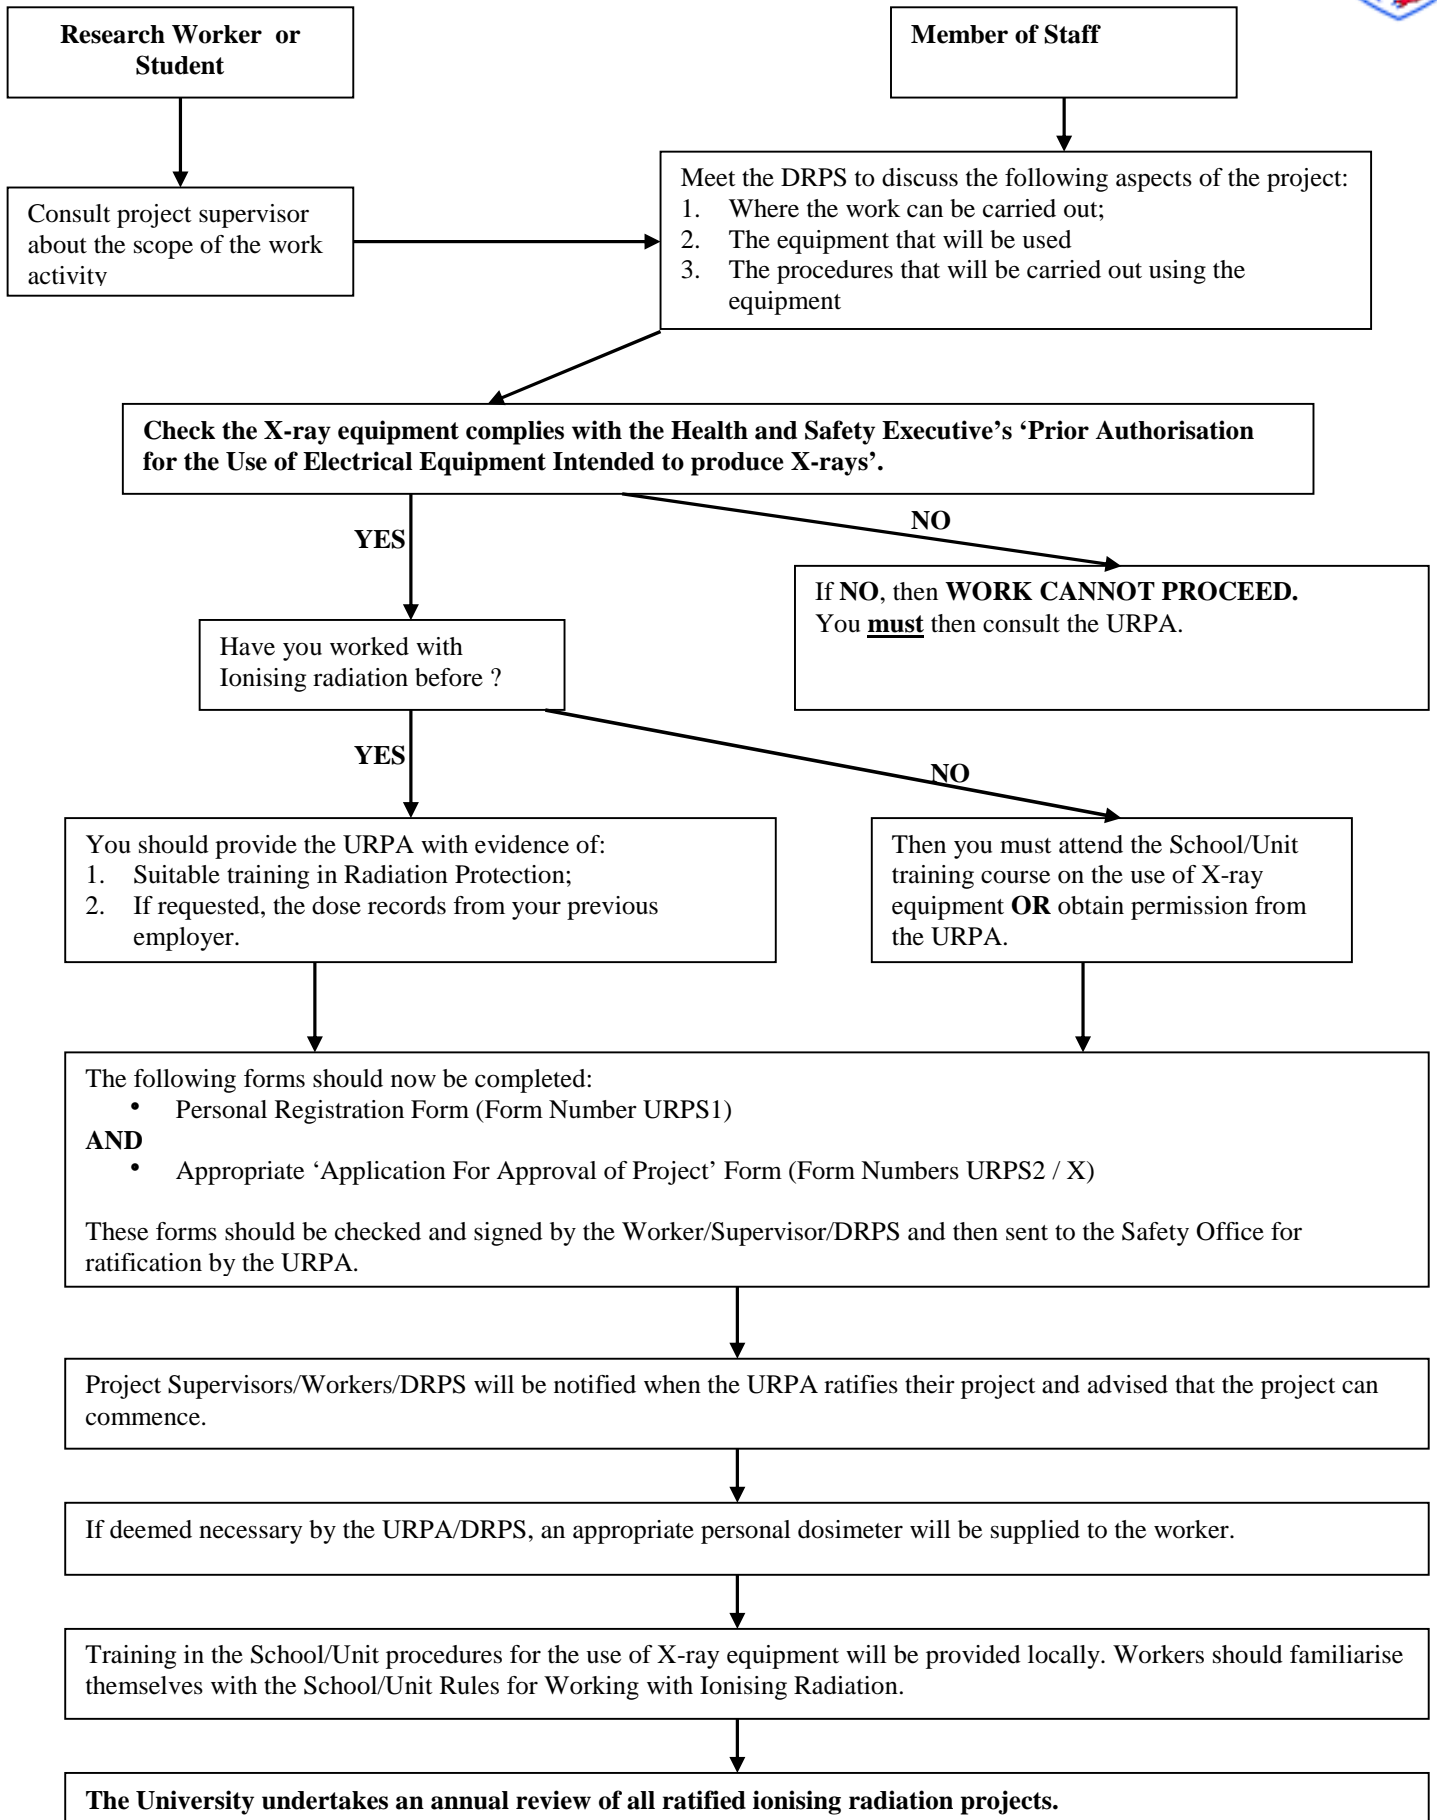 Research Worker or
Student
Member of Staff
Consult project supervisor
about the scope of the work
activity
Meet the DRPS to discuss the following aspects of the project:
1. Where the work can be carried out;
2. The equipment that will be used
3. The procedures that will be carried out using the
equipment
Check the X-ray equipment complies with the Health and Safety Executive's ‘Prior Authorisation
for the Use of Electrical Equipment Intended to produce X-rays’.
YES
NO
If NO, then WORK CANNOT PROCEED.
You must then consult the URPA.
Have you worked with
Ionising radiation before ?
YES
NO
You should provide the URPA with evidence of:
1. Suitable training in Radiation Protection;
2. If requested, the dose records from your previous
employer.
Then you must attend the School/Unit
training course on the use of X-ray
equipment OR obtain permission from
the URPA.
The following forms should now be completed:
• Personal Registration Form (Form Number URPS1)
AND
• Appropriate ‘Application For Approval of Project’ Form (Form Numbers URPS2 / X)
These forms should be checked and signed by the Worker/Supervisor/DRPS and then sent to the Safety Office for
ratification by the URPA.
Project Supervisors/Workers/DRPS will be notified when the URPA ratifies their project and advised that the project can
commence.
If deemed necessary by the URPA/DRPS, an appropriate personal dosimeter will be supplied to the worker.
Training in the School/Unit procedures for the use of X-ray equipment will be provided locally. Workers should familiarise
themselves with the School/Unit Rules for Working with Ionising Radiation.
The University undertakes an annual review of all ratified ionising radiation projects.